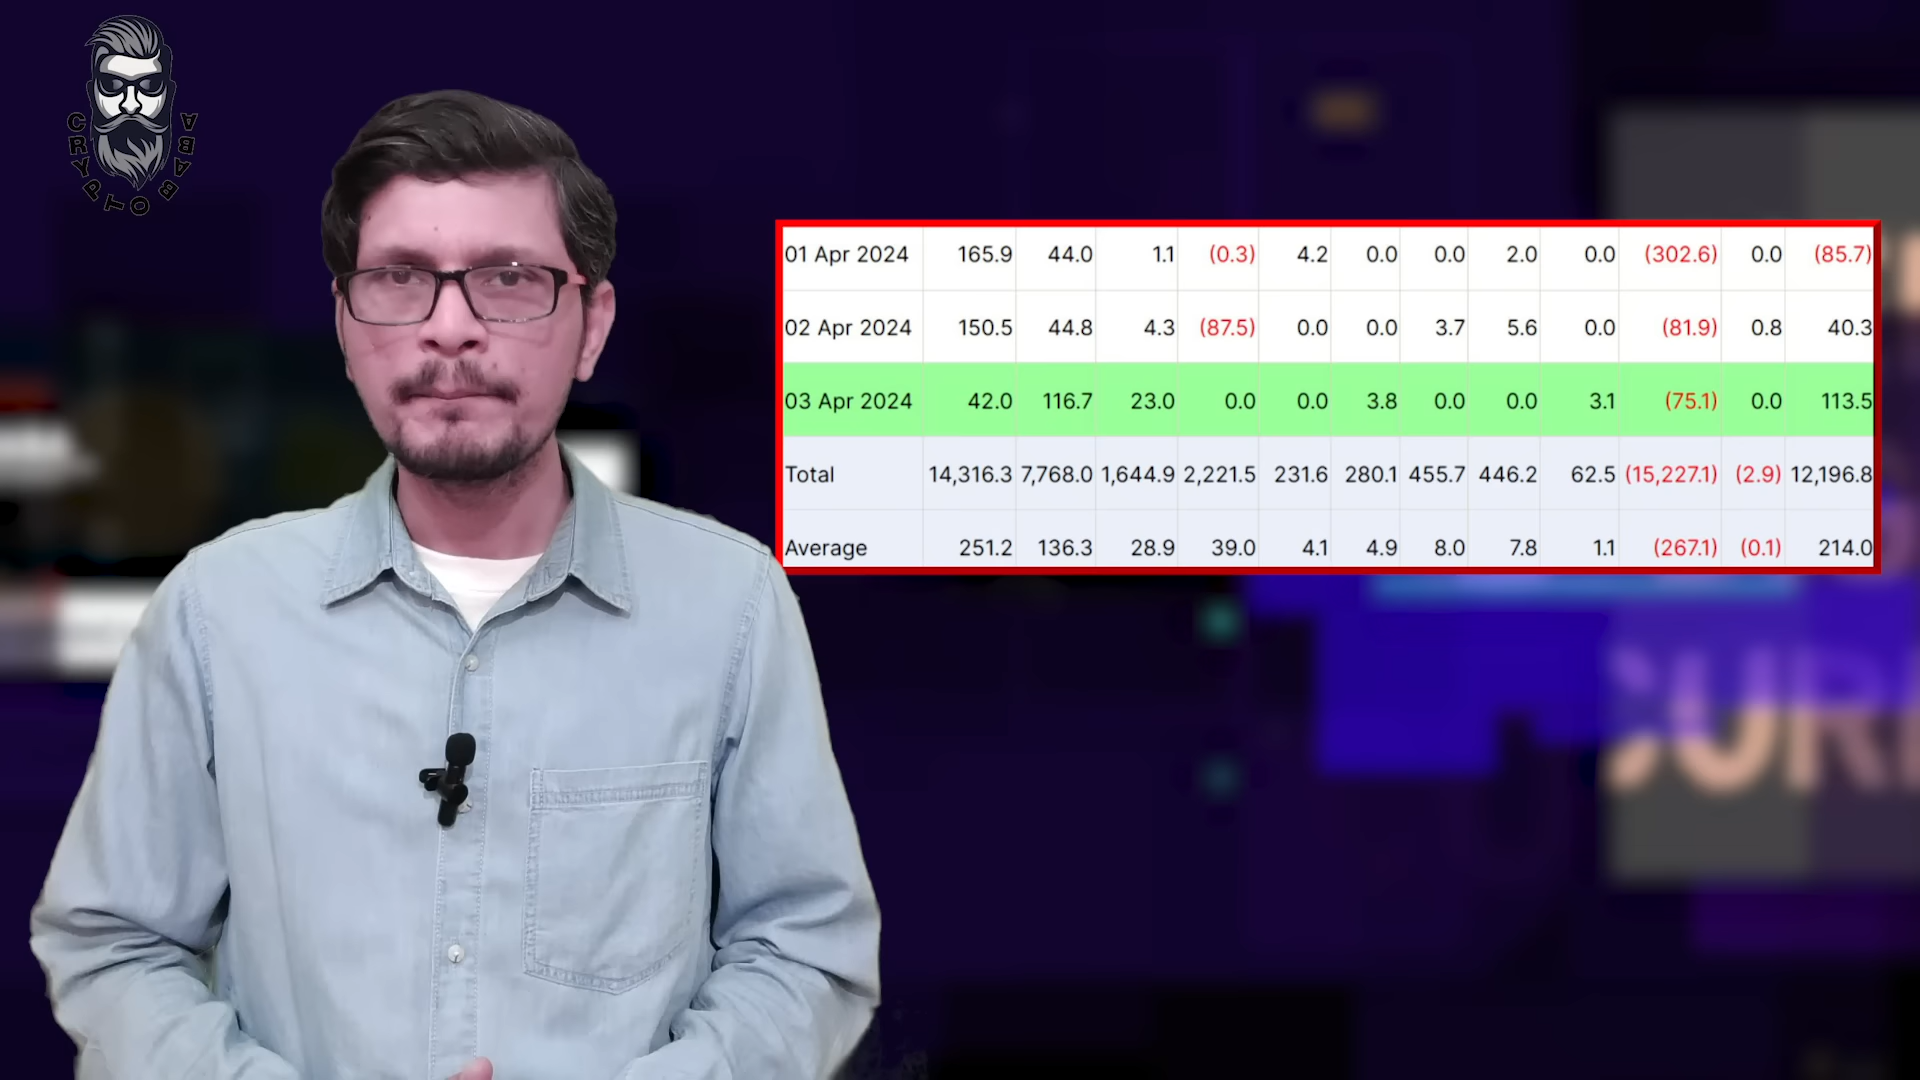 CRYPTO BABA
01 Apr 2024 165.9 44.0 1.1 (0.3) 4.2 0.0 0.0 2.0 0.0 (302.6) 0.0 (85.7)
02 Apr 2024 150.5 44.8 4.3 (87.5) 0.0 0.0 3.7 5.6 0.0 (81.9) 0.8 40.3
03 Apr 2024 42.0 116.7 23.0 0.0 0.0 3.8 0.0 0.0 3.1 (75.1) 0.0 113.5
Total 14,316.3 7,768.0 1,644.9 2,221.5 231.6 280.1 455.7 446.2 62.5 (15,227.1) (2.9) 12,196.8
Average 251.2 136.3 28.9 39.0 4.1 4.9 8.0 7.8 1.1 (267.1) (0.1) 214.0